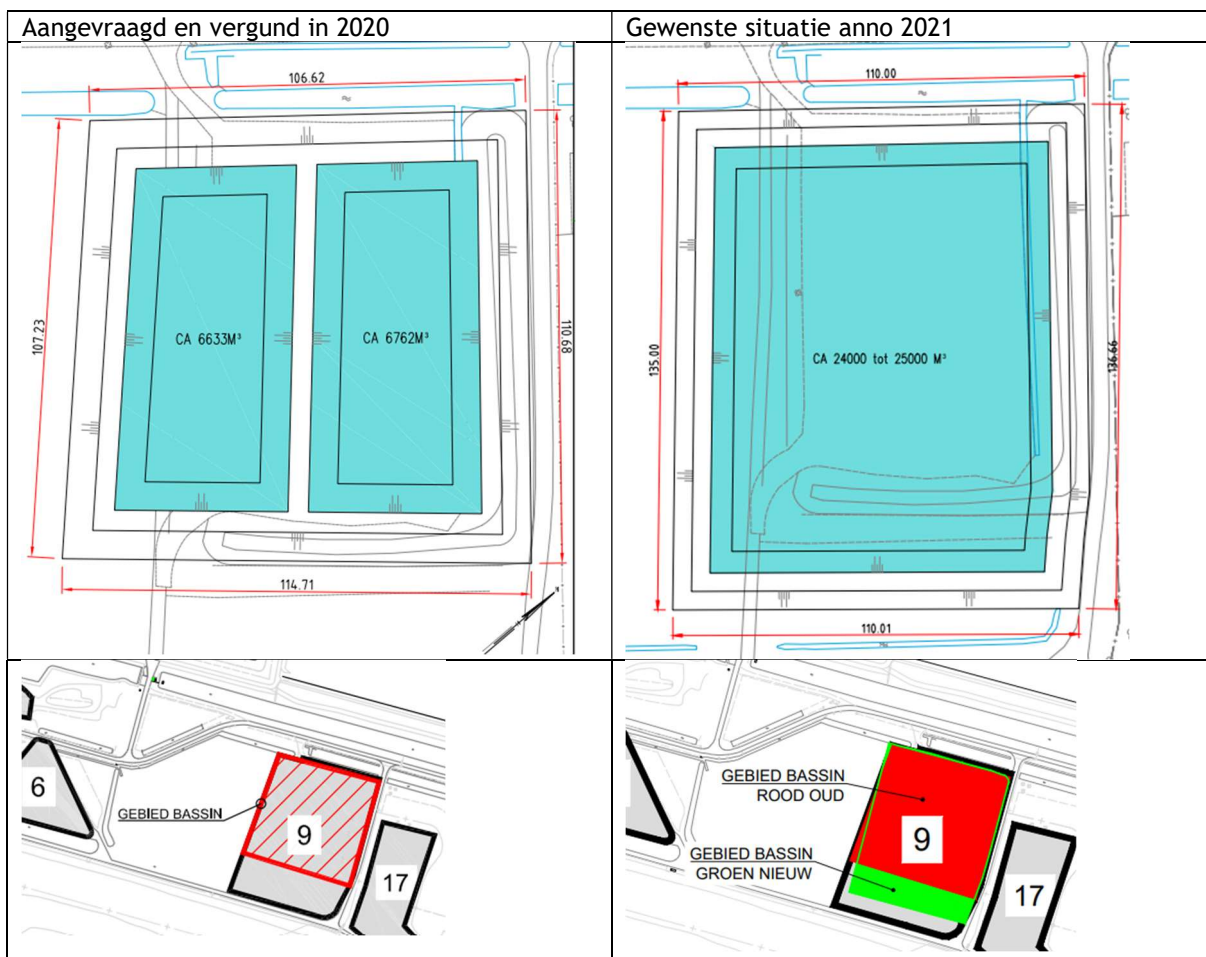 Aangevraagd en vergund in 2020
Gewenste situatie anno 2021
106.62
107.23
CA 6633M³
CA 6762M³
110.68
114.71
110.00
135.00
CA 24000 tot 25000 M³
136.66
110.01
6
GEBIED BASSIN
9
17
GEBIED BASSIN
ROOD OUD
9
GEBIED BASSIN
GROEN NIEUW
17